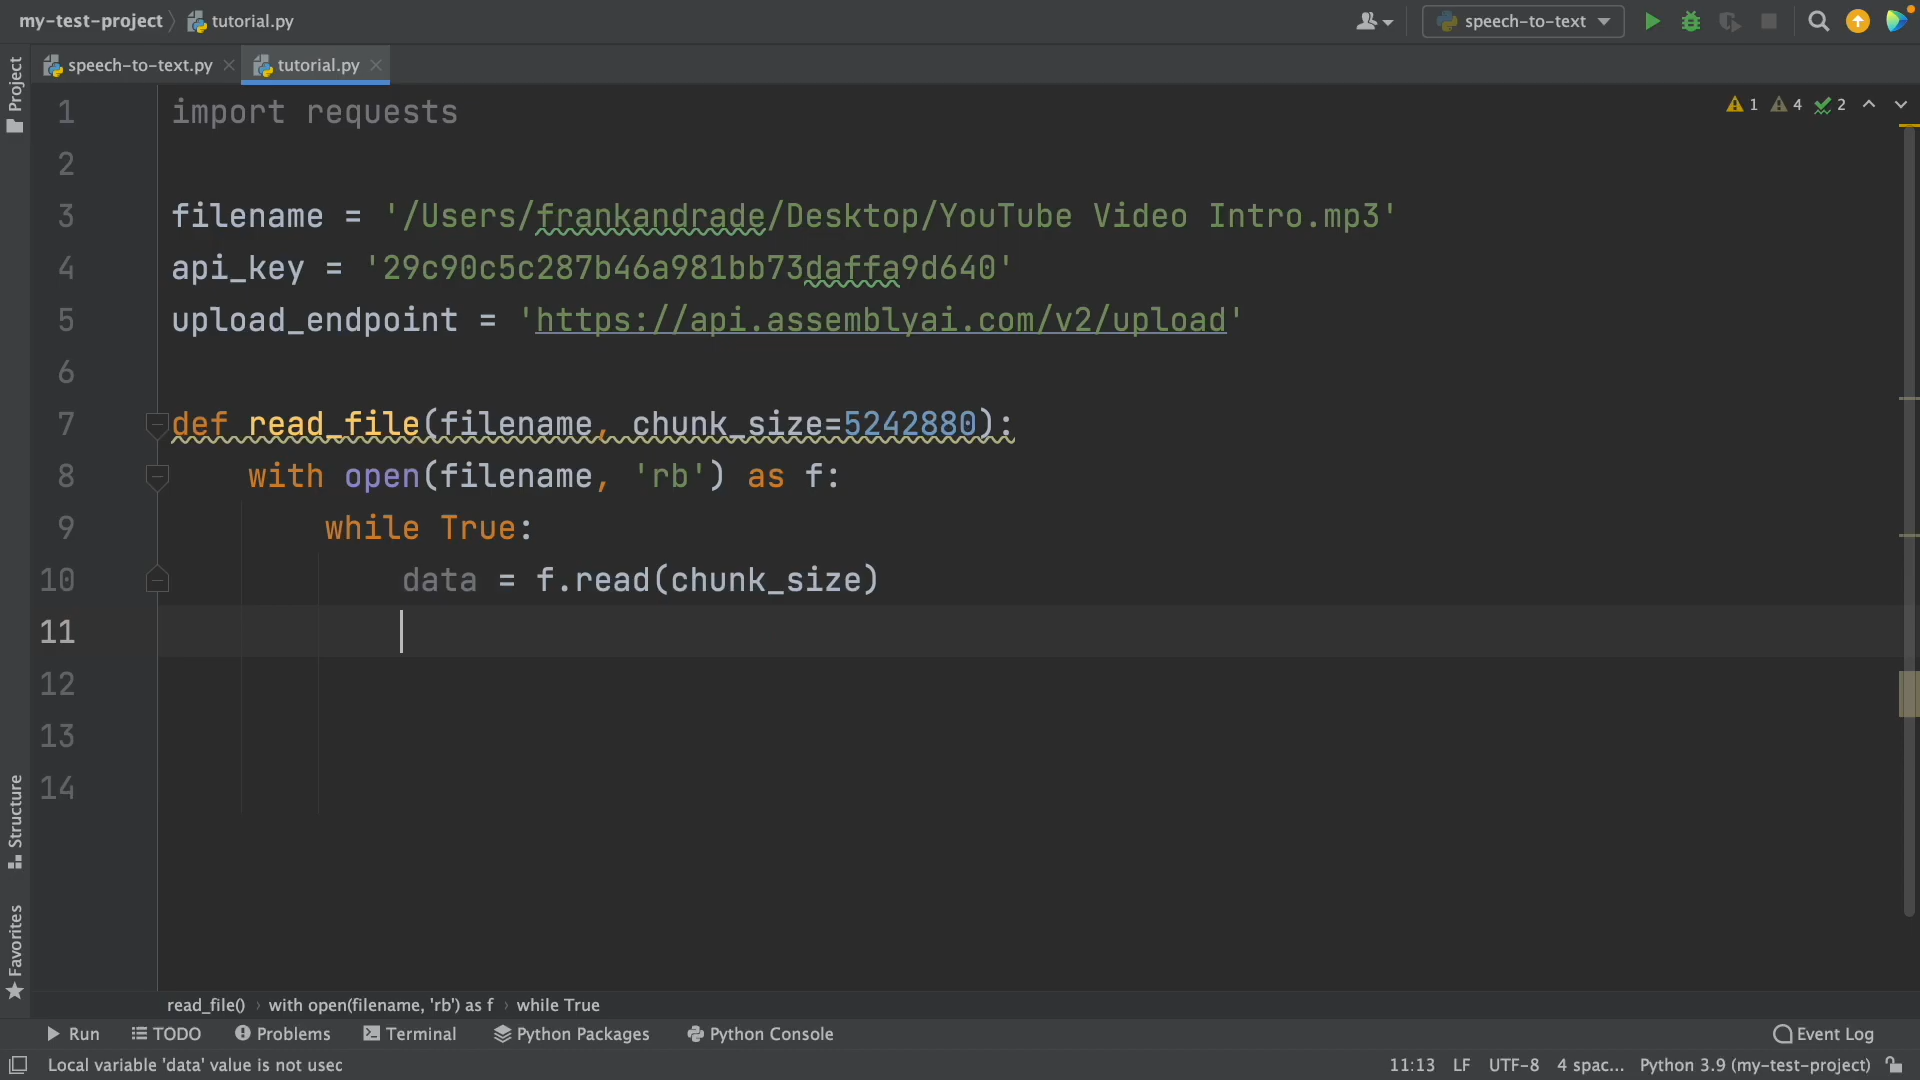 my-test-project tutorial.py speech-to-text
speech-to-text.py tutorial.py
Project
1 import requests
1 4 2
2
3 filename = '/Users/frankandrade/Desktop/YouTube Video Intro.mp3'
4 api_key = '29c90c5c287b46a981bb73daffa9d640'
5 upload_endpoint = 'https://api.assemblyai.com/v2/upload'
6
7 def read_file(filename, chunk_size=5242880):
8 with open(filename, 'rb') as f:
9 while True:
10 data = f.read(chunk_size)
11
12
13
14
Structure
Favorites
read_file() › with open(filename, 'rb') as f › while True
Run TODO Problems Terminal Python Packages Python Console Event Log
Local variable 'data' value is not usec 11:13 LF UTF-8 4 spac... Python 3.9 (my-test-project)